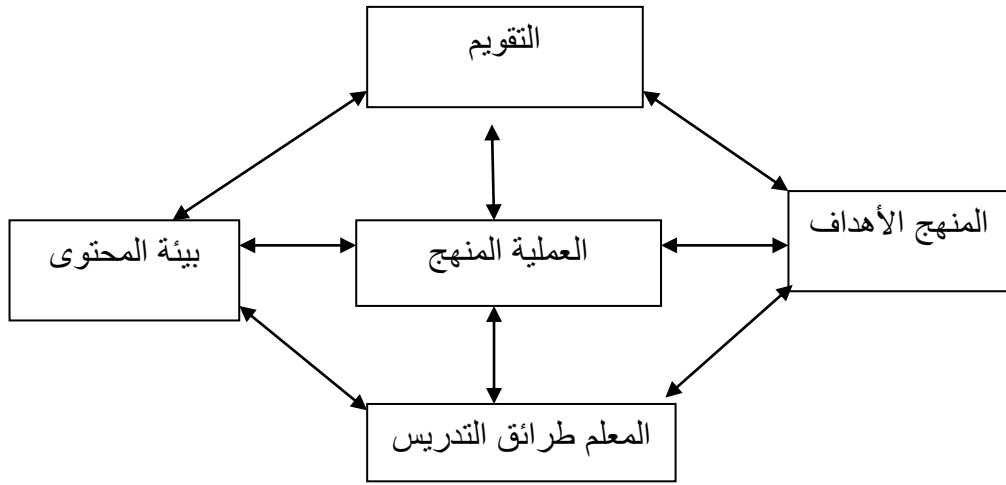 التقويم
المنهج الأهداف
العملية المنهج
بيئة المحتوى
المعلم طرائق التدريس